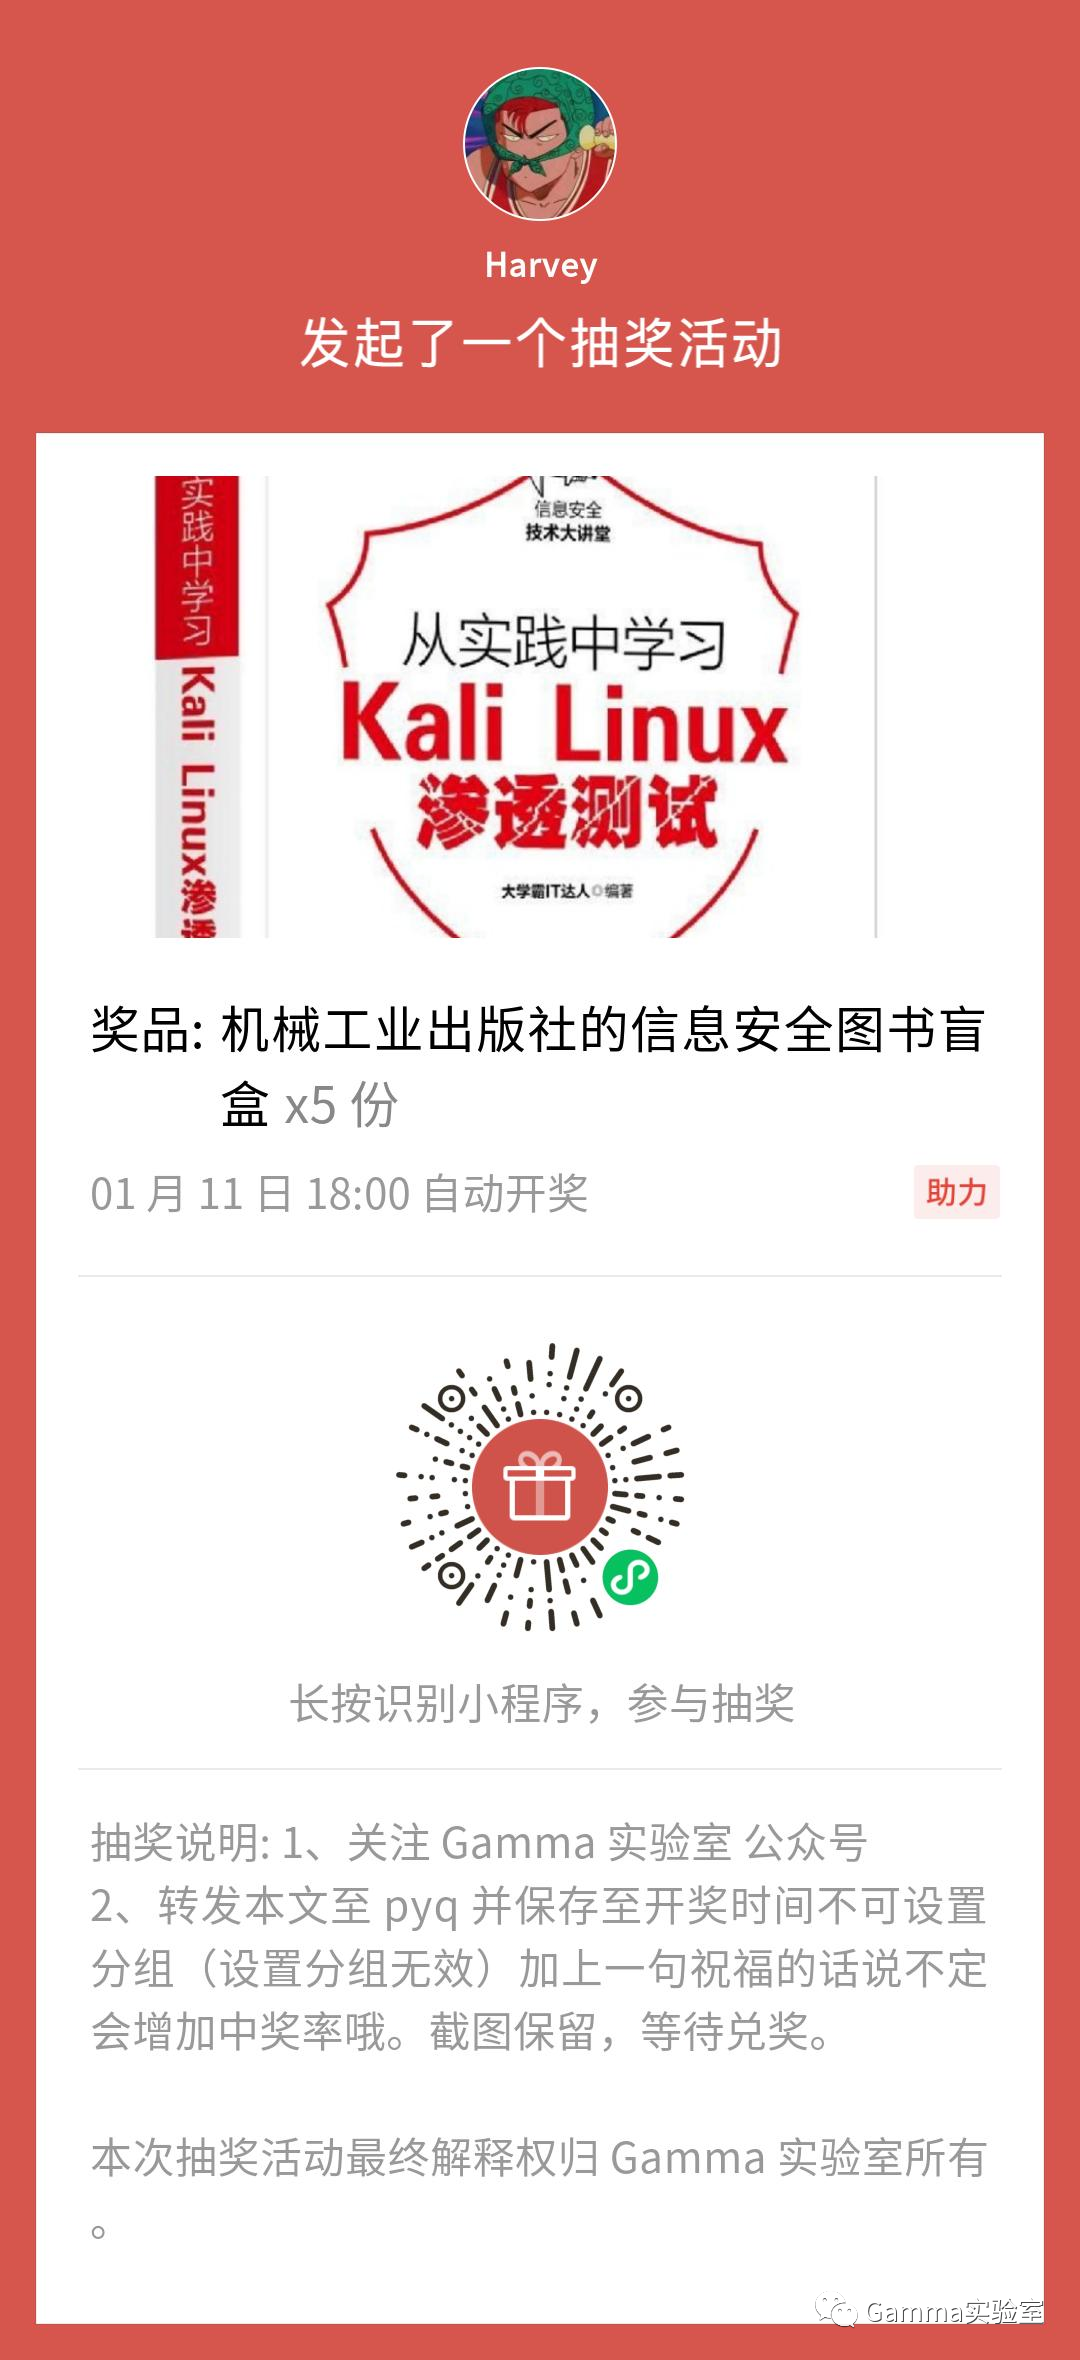 Harvey
发起了一个抽奖活动
实践中学习
Kali Linux渗透
信息安全
技术大讲堂
从实践中学习
Kali Linux
渗透测试
大学霸IT达人◎编著
奖品: 机械工业出版社的信息安全图书盲
盒 x5 份
01 月 11 日 18:00 自动开奖
助力
长按识别小程序，参与抽奖
抽奖说明: 1、关注 Gamma 实验室 公众号
2、转发本文至 pyq 并保存至开奖时间不可设置
分组（设置分组无效）加上一句祝福的话说不定
会增加中奖率哦。截图保留，等待兑奖。
本次抽奖活动最终解释权归 Gamma 实验室所有
。
Gamma实验室